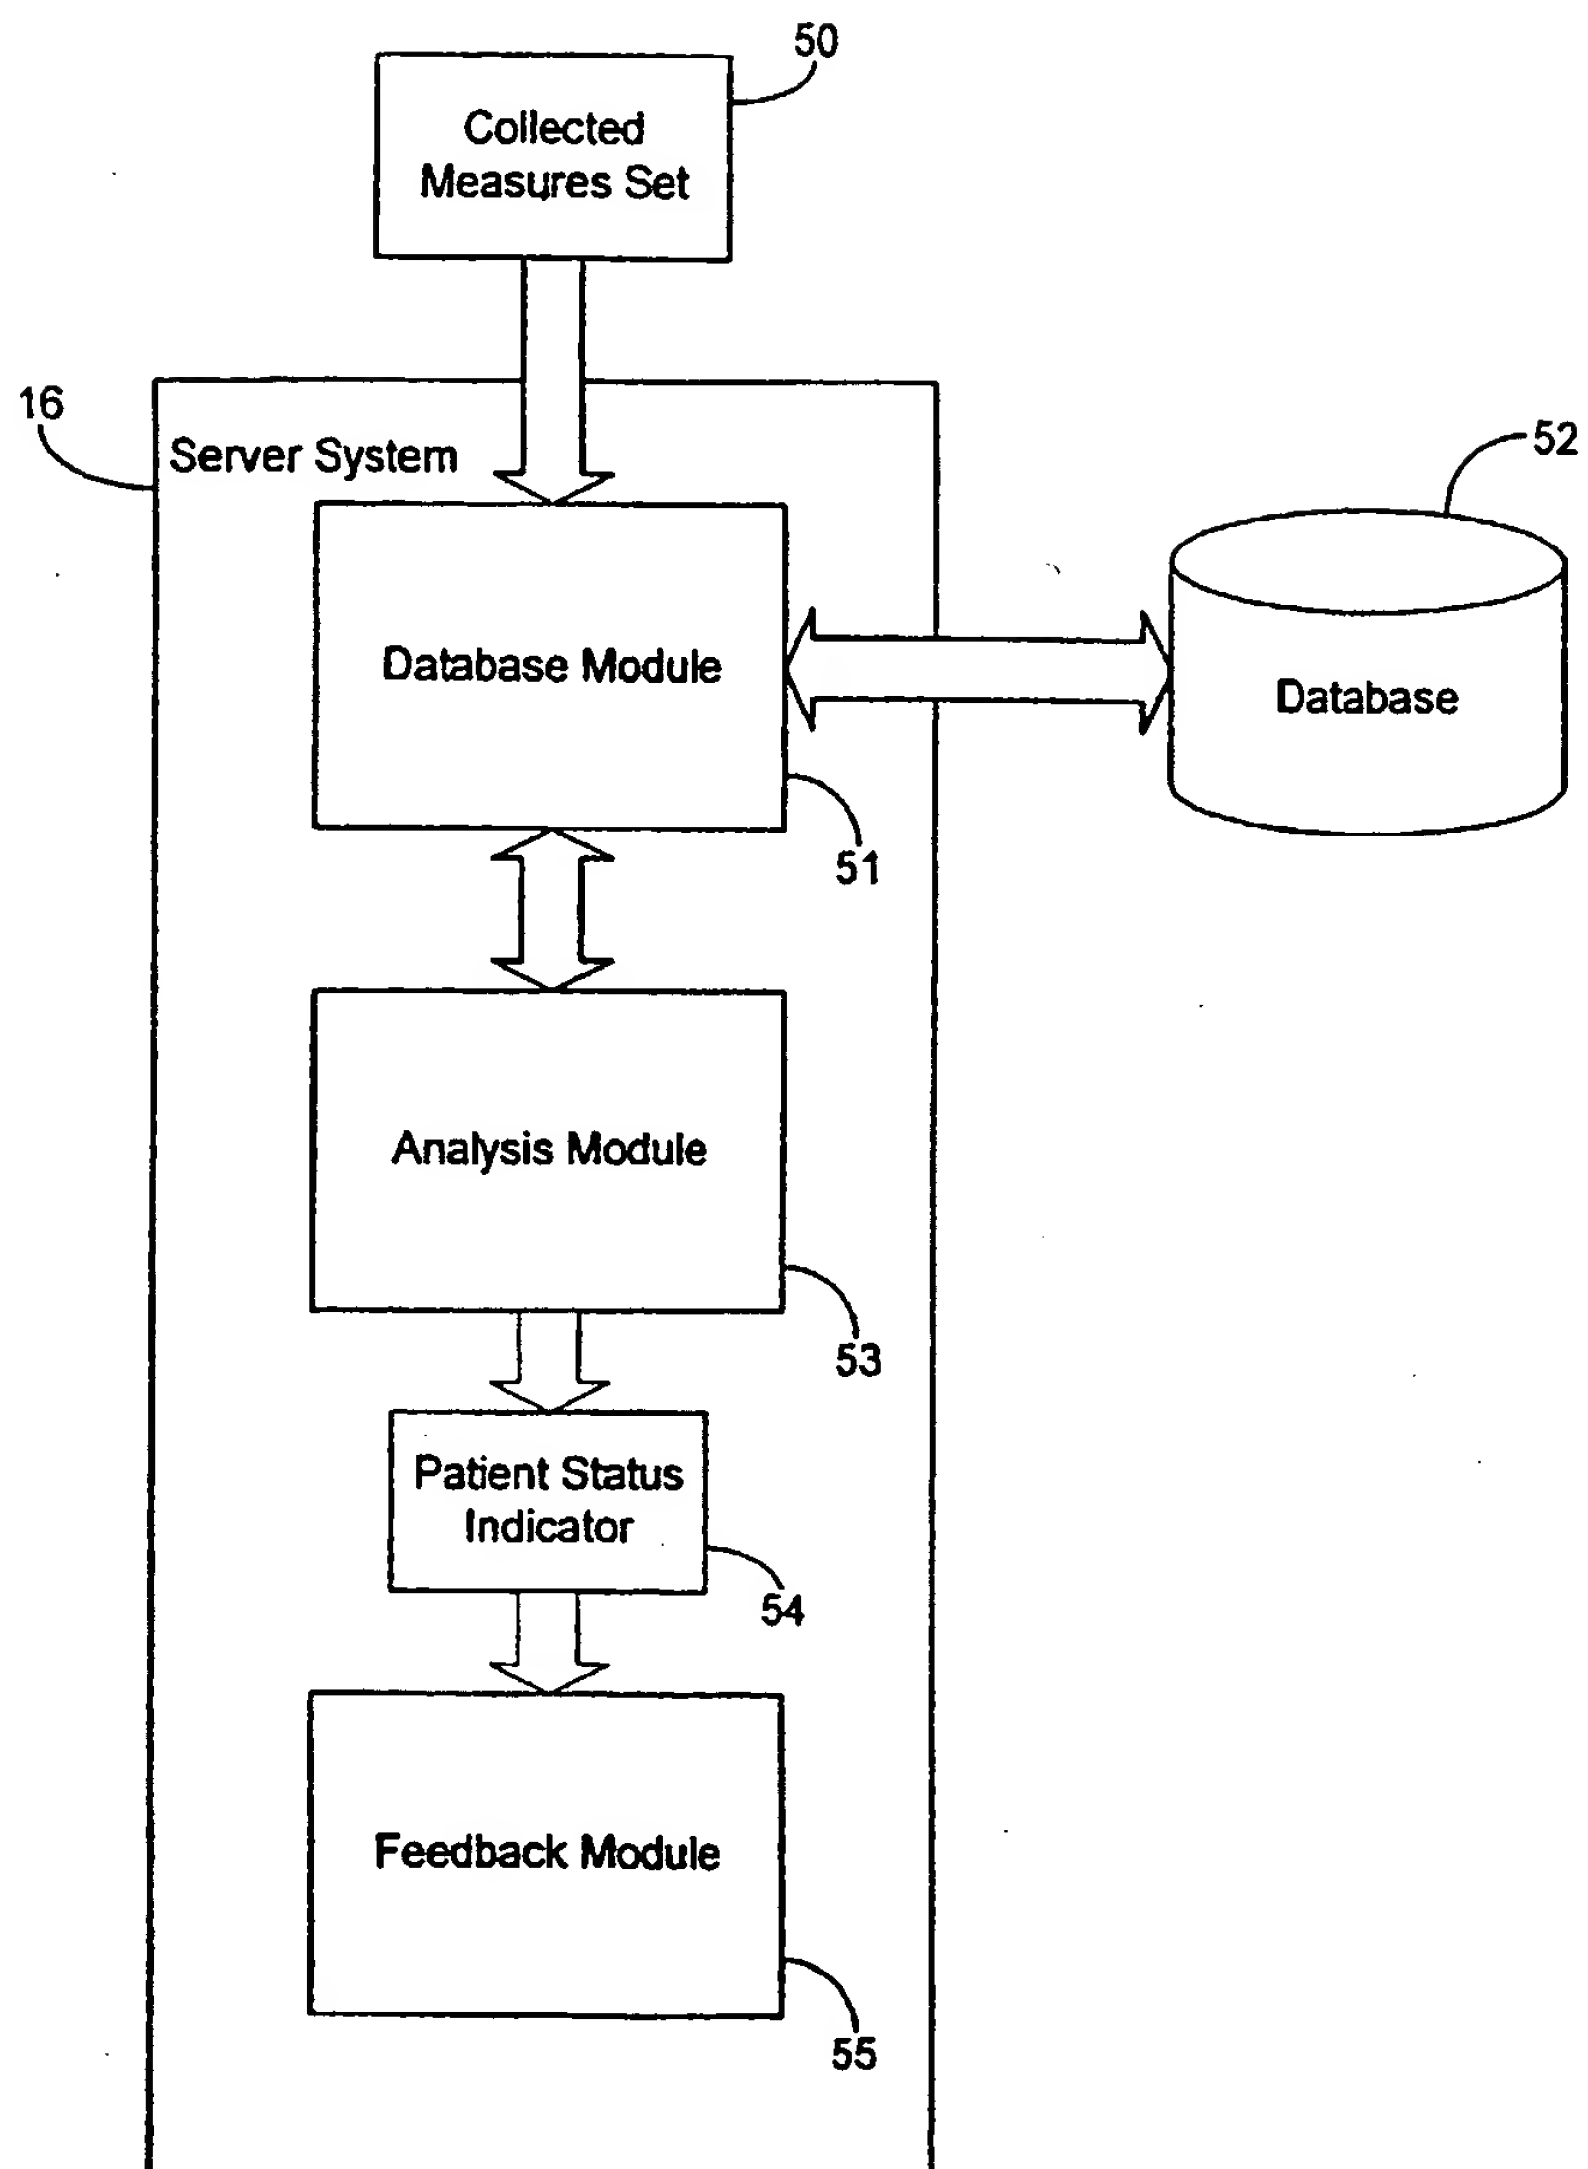 50
Collected
Measures Set
16
Server System
52
Database Module
Database
51
Analysis Module
53
Patient Status
Indicator
54
Feedback Module
55